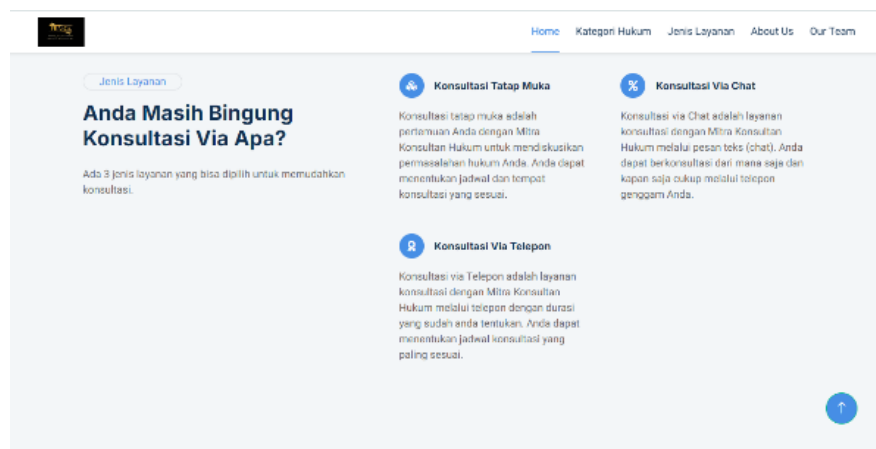 Home Kategori Hukum Jenis Layanan About Us Our Team
Jenis Layanan
Anda Masih Bingung
Konsultasi Via Apa?
Ada 3 jenis layanan yang bisa dipilih untuk memudahkan
konsultasi.
Konsultasi Tatap Muka
Konsultasi tatap muka adalah
pertemuan Anda dengan Mitra
Konsultan Hukum untuk mendiskusikan
permasalahan hukum Anda. Anda dapat
menentukan jadwal dan tempat
konsultasi yang sesuai.
%
Konsultasi Via Chat
Konsultasi via Chat adalah layanan
konsultasi dengan Mitra Konsultan
Hukum melalui pesan teks (chat). Anda
dapat berkonsultasi dari mana saja dan
kapan saja cukup melalui telepon
genggam Anda.
Konsultasi Via Telepon
Konsultasi via Telepon adalah layanan
konsultasi dengan Mitra Konsultan
Hukum melalui telepon dengan durasi
yang sudah anda tentukan. Anda dapat
menentukan jadwal konsultasi yang
paling sesuai.